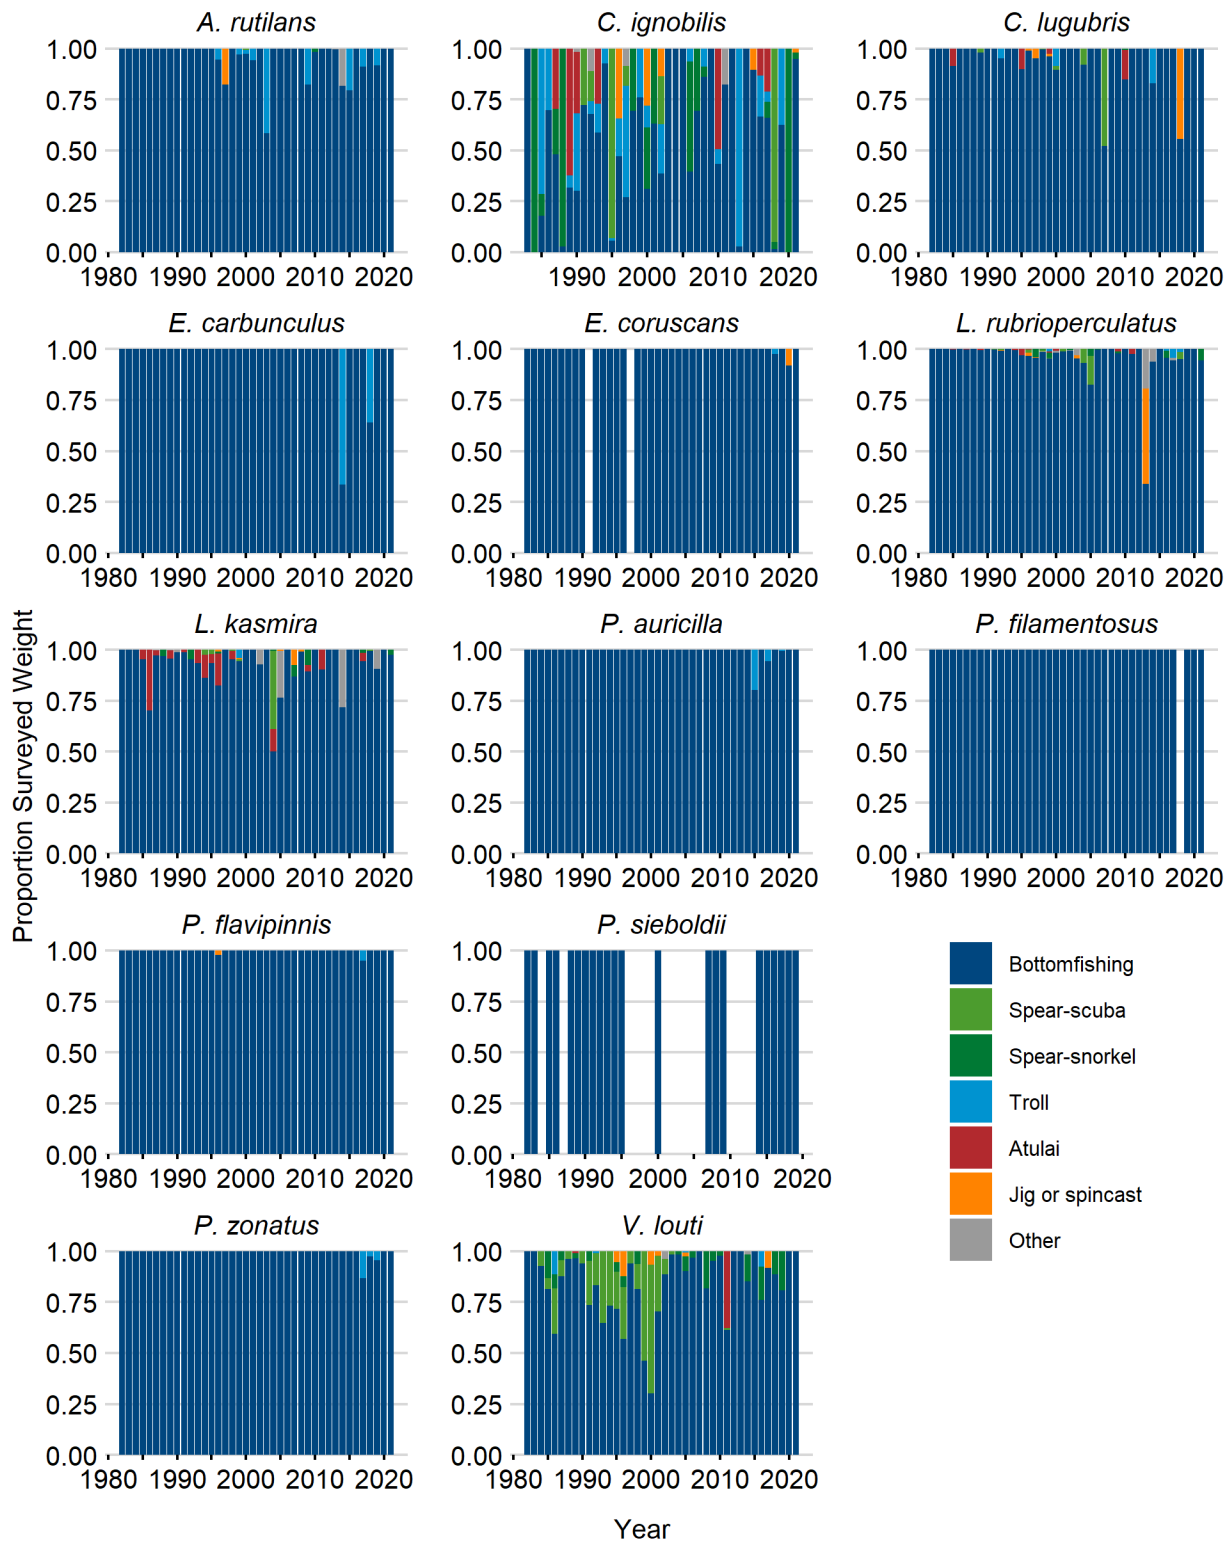 A. rutilans
C. ignobilis
C. lugubris
1.00
0.75
0.50
0.25
0.00
1980 1990 2000 2010 2020
1.00
0.75
0.50
0.25
0.00
1990 2000 2010 2020
1.00
0.75
0.50
0.25
0.00
1980 1990 2000 2010 2020
E. carbunculus
E. coruscans
L. rubrioperculatus
1.00
0.75
0.50
0.25
0.00
1980 1990 2000 2010 2020
1.00
0.75
0.50
0.25
0.00
1980 1990 2000 2010 2020
1.00
0.75
0.50
0.25
0.00
1980 1990 2000 2010 2020
Proportion Surveyed Weight
L. kasmira
P. auricilla
P. filamentosus
1.00
0.75
0.50
0.25
0.00
1980 1990 2000 2010 2020
1.00
0.75
0.50
0.25
0.00
1980 1990 2000 2010 2020
1.00
0.75
0.50
0.25
0.00
1980 1990 2000 2010 2020
P. flavipinnis
P. sieboldii
1.00
0.75
0.50
0.25
0.00
1980 1990 2000 2010 2020
1.00
0.75
0.50
0.25
0.00
1980 1990 2000 2010 2020
Bottomfishing
Spear-scuba
Spear-snorkel
Troll
Atulai
Jig or spincast
Other
P. zonatus
V. louti
1.00
0.75
0.50
0.25
0.00
1980 1990 2000 2010 2020
1.00
0.75
0.50
0.25
0.00
1980 1990 2000 2010 2020
Year